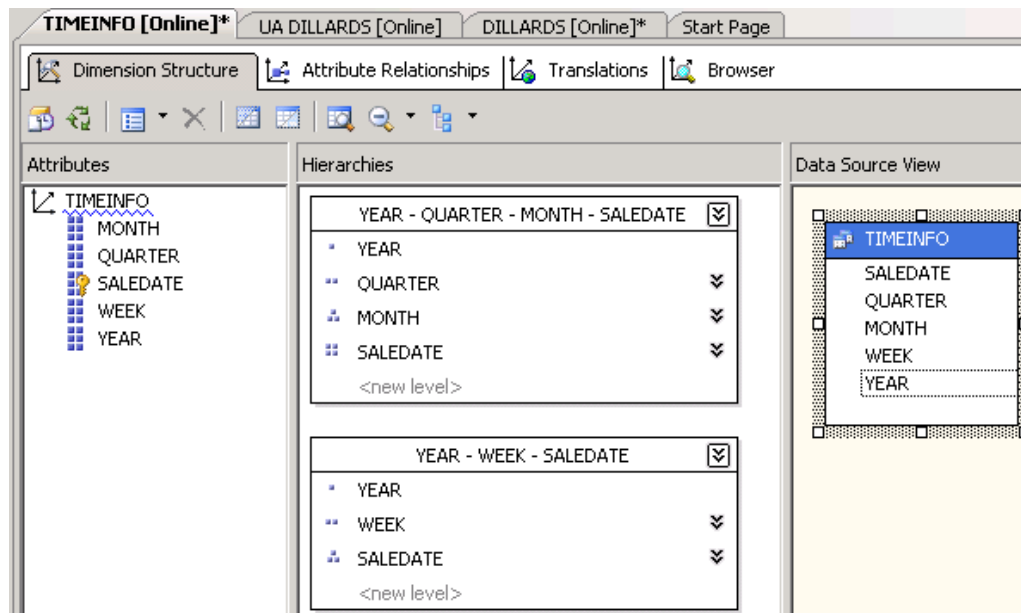 TIMEINFO [Online]* UA DILLARDS [Online] DILLARDS [Online]* Start Page
Dimension Structure Attribute Relationships Translations Browser
Attributes
TIMEINFO
MONTH
QUARTER
SALEDATE
WEEK
YEAR
Hierarchies
YEAR - QUARTER - MONTH - SALEDATE
YEAR
QUARTER
MONTH
SALEDATE
<new level>
YEAR - WEEK - SALEDATE
YEAR
WEEK
SALEDATE
<new level>
Data Source View
TIMEINFO
SALEDATE
QUARTER
MONTH
WEEK
YEAR